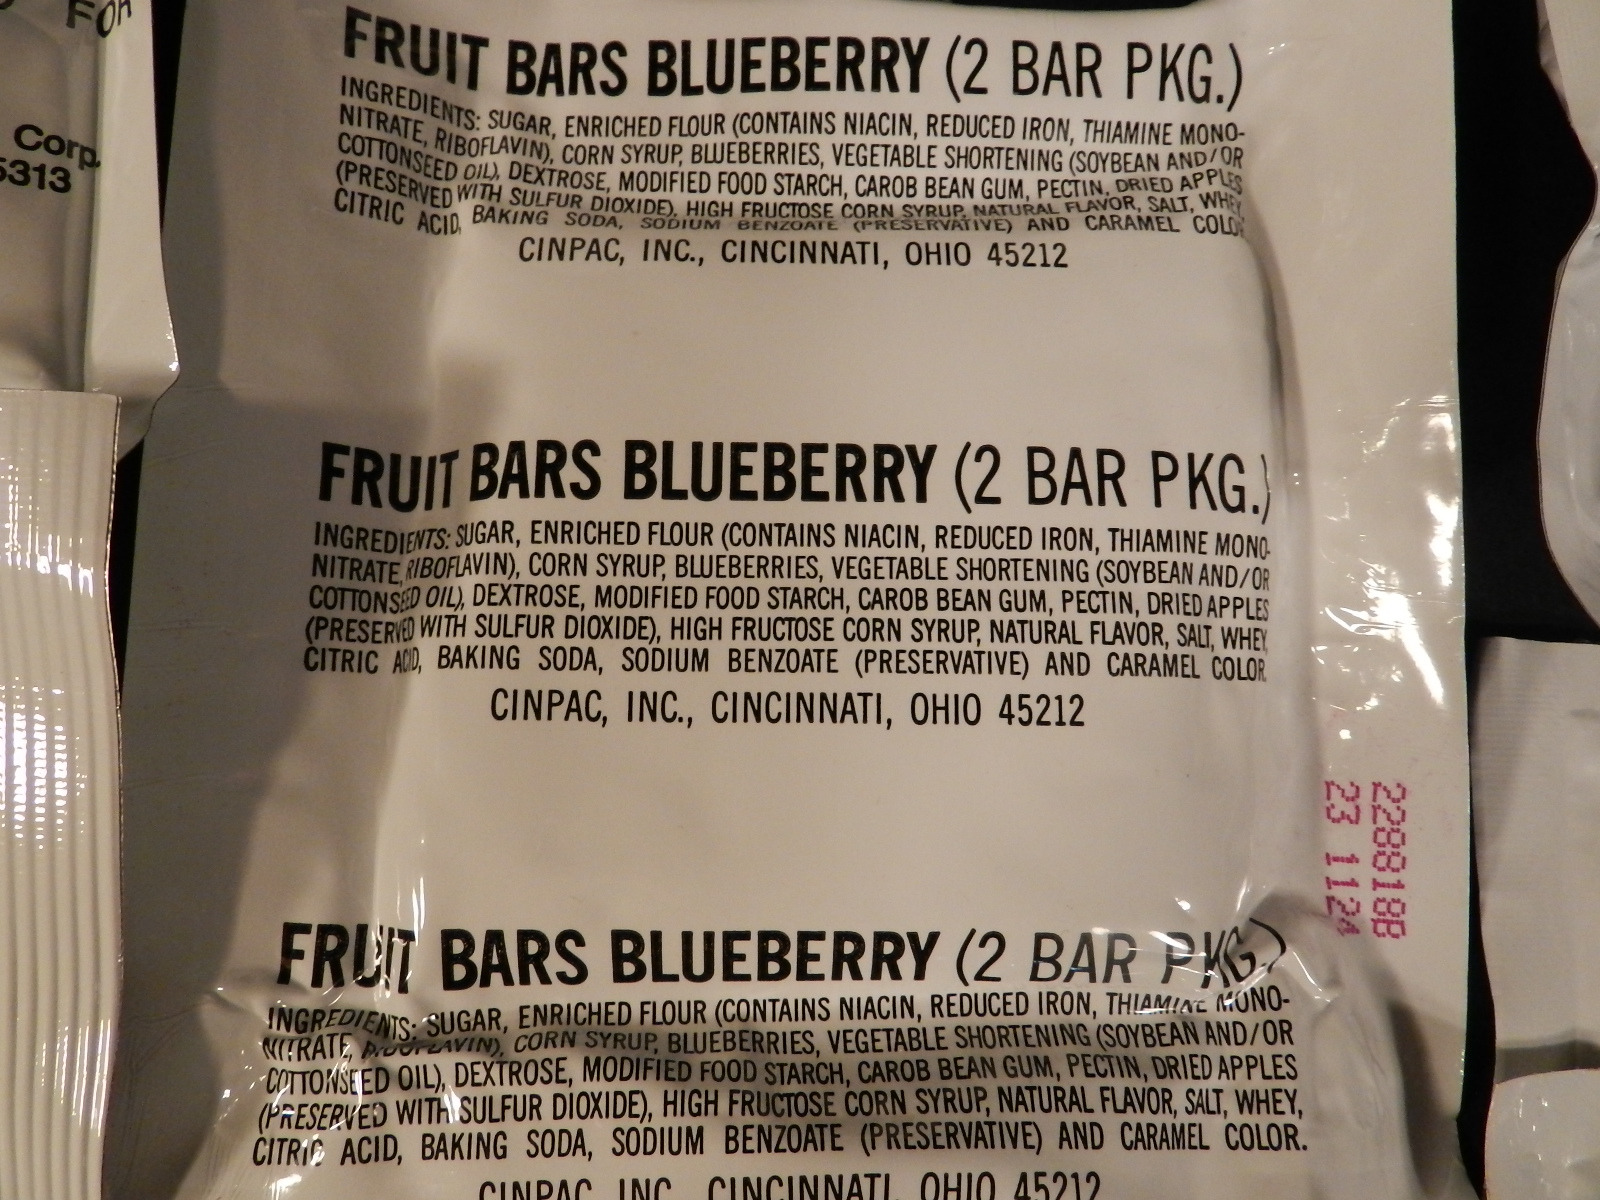 FOR
Corp.
5313
FRUIT BARS BLUEBERRY (2 BAR PKG.)
INGREDIENTS: SUGAR, ENRICHED FLOUR (CONTAINS NIACIN, REDUCED IRON, THIAMINE MONO-
NITRATE, RIBOFLAVIN), CORN SYRUP, BLUEBERRIES, VEGETABLE SHORTENING (SOYBEAN AND/OR
COTTONSEED OIL), DEXTROSE, MODIFIED FOOD STARCH, CAROB BEAN GUM, PECTIN, DRIED APPLES
(PRESERVED WITH SULFUR DIOXIDE), HIGH FRUCTOSE CORN SYRUP, NATURAL FLAVOR, SALT, WHEY,
CITRIC ACID, BAKING SODA, SODIUM BENZOATE (PRESERVATIVE) AND CARAMEL COLOR
CINPAC, INC., CINCINNATI, OHIO 45212
FRUIT BARS BLUEBERRY (2 BAR PKG.)
INGREDIENTS: SUGAR, ENRICHED FLOUR (CONTAINS NIACIN, REDUCED IRON, THIAMINE MONO-
NITRATE, RIBOFLAVIN), CORN SYRUP, BLUEBERRIES, VEGETABLE SHORTENING (SOYBEAN AND/OR
COTTONSEED OIL), DEXTROSE, MODIFIED FOOD STARCH, CAROB BEAN GUM, PECTIN, DRIED APPLES
(PRESERVED WITH SULFUR DIOXIDE), HIGH FRUCTOSE CORN SYRUP, NATURAL FLAVOR, SALT, WHEY,
CITRIC ACID, BAKING SODA, SODIUM BENZOATE (PRESERVATIVE) AND CARAMEL COLOR.
CINPAC, INC., CINCINNATI, OHIO 45212
228818B
23 1124
FRUIT BARS BLUEBERRY (2 BAR PKG.)
INGREDIENTS: SUGAR, ENRICHED FLOUR (CONTAINS NIACIN, REDUCED IRON, THIAMINE MONO-
NITRATE, RIBOFLAVIN), CORN SYRUP, BLUEBERRIES, VEGETABLE SHORTENING (SOYBEAN AND/OR
COTTONSEED OIL), DEXTROSE, MODIFIED FOOD STARCH, CAROB BEAN GUM, PECTIN, DRIED APPLES
(PRESERVED WITH SULFUR DIOXIDE), HIGH FRUCTOSE CORN SYRUP, NATURAL FLAVOR, SALT, WHEY,
CITRIC ACID, BAKING SODA, SODIUM BENZOATE (PRESERVATIVE) AND CARAMEL COLOR.
CINPAC, INC., CINCINNATI, OHIO 45212